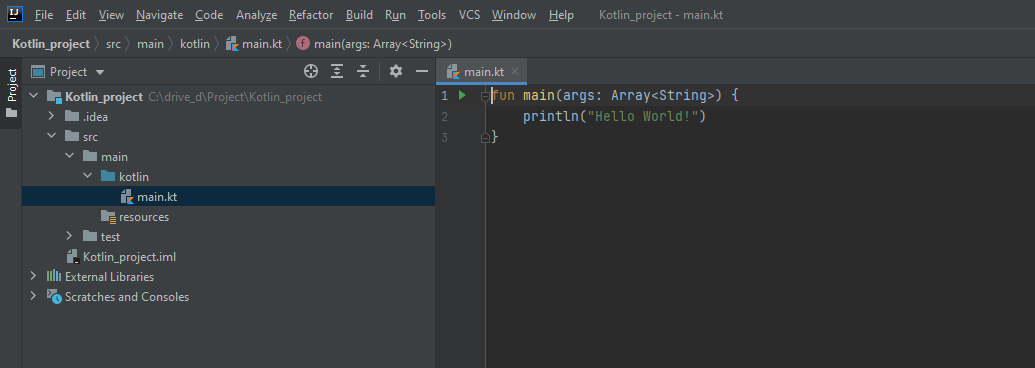 IJ File Edit View Navigate Code Analyze Refactor Build Run Tools VCS Window Help Kotlin_project - main.kt
Kotlin_project src main kotlin main.kt f main(args: Array<String>)
Project
Project
main.kt
Kotlin_project C:\drive_d\Project\Kotlin_project
.idea
src
main
kotlin
main.kt
resources
test
Kotlin_project.iml
External Libraries
Scratches and Consoles
1 fun main(args: Array<String>) {
2 println("Hello World!")
3 }